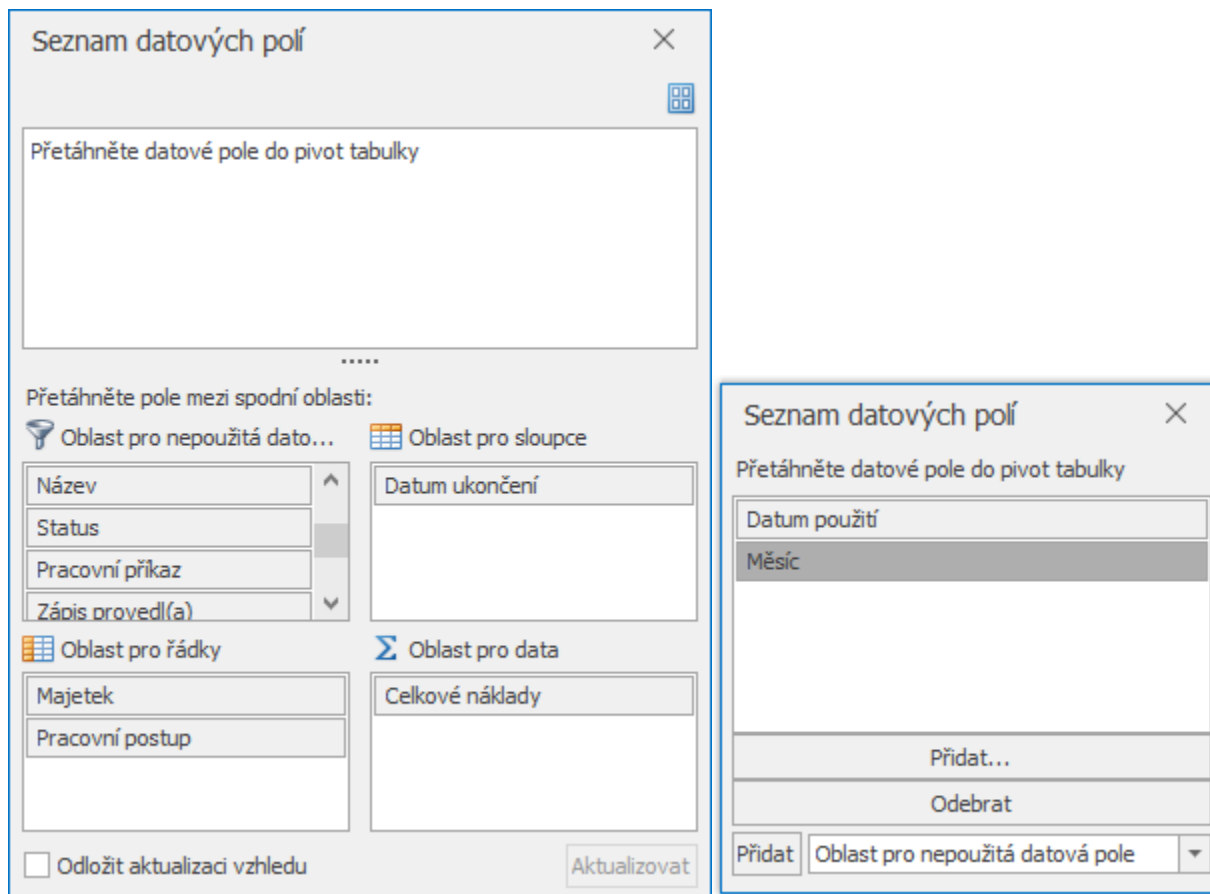 Seznam datových polí
Přetáhněte datové pole do pivot tabulky
Přetáhněte pole mezi spodní oblasti:
Oblast pro nepoužitá dato...
Název
Status
Pracovní příkaz
Zápis provedl(a)
Oblast pro sloupce
Datum ukončení
Oblast pro řádky
Majetek
Pracovní postup
Oblast pro data
Celkové náklady
Odložit aktualizaci vzhledu
Aktualizovat
Seznam datových polí
Přetáhněte datové pole do pivot tabulky
Datum použití
Měsíc
Přidat...
Odebrat
Přidat
Oblast pro nepoužitá datová pole